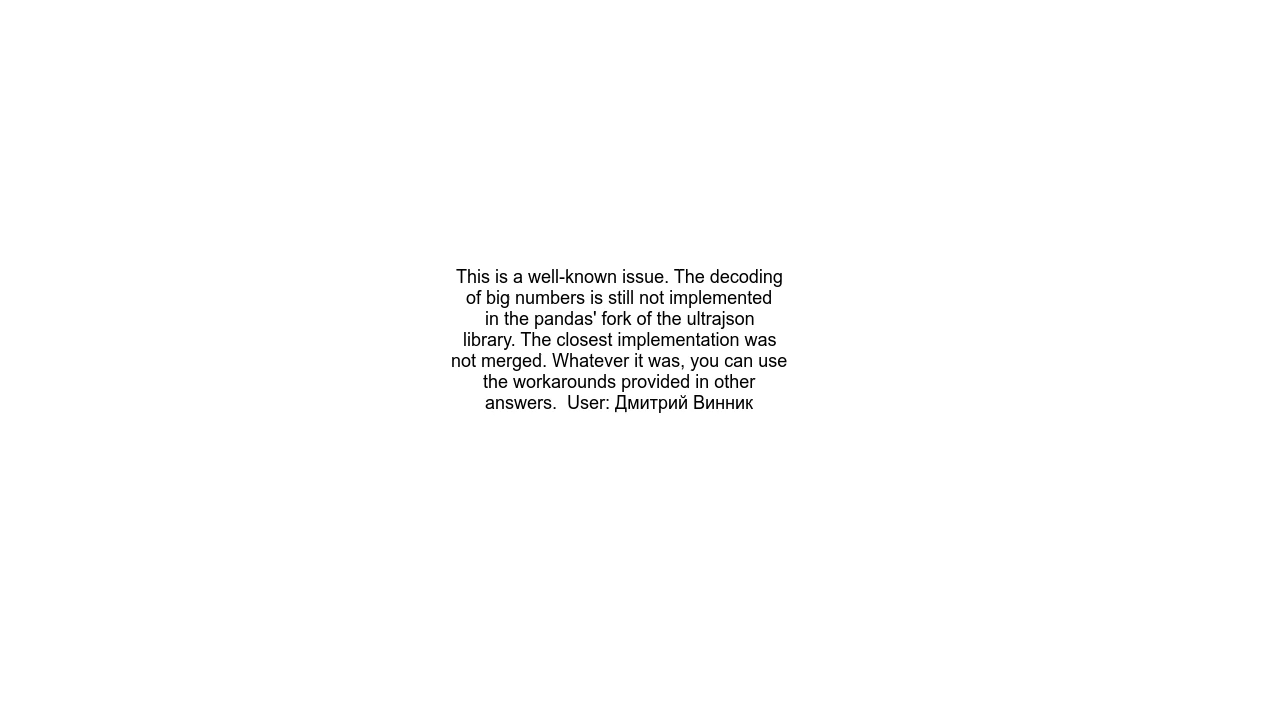 This is a well-known issue. The decoding
of big numbers is still not implemented
in the pandas' fork of the ultrajson
library. The closest implementation was
not merged. Whatever it was, you can use
the workarounds provided in other
answers.  User: Дмитрий Винник